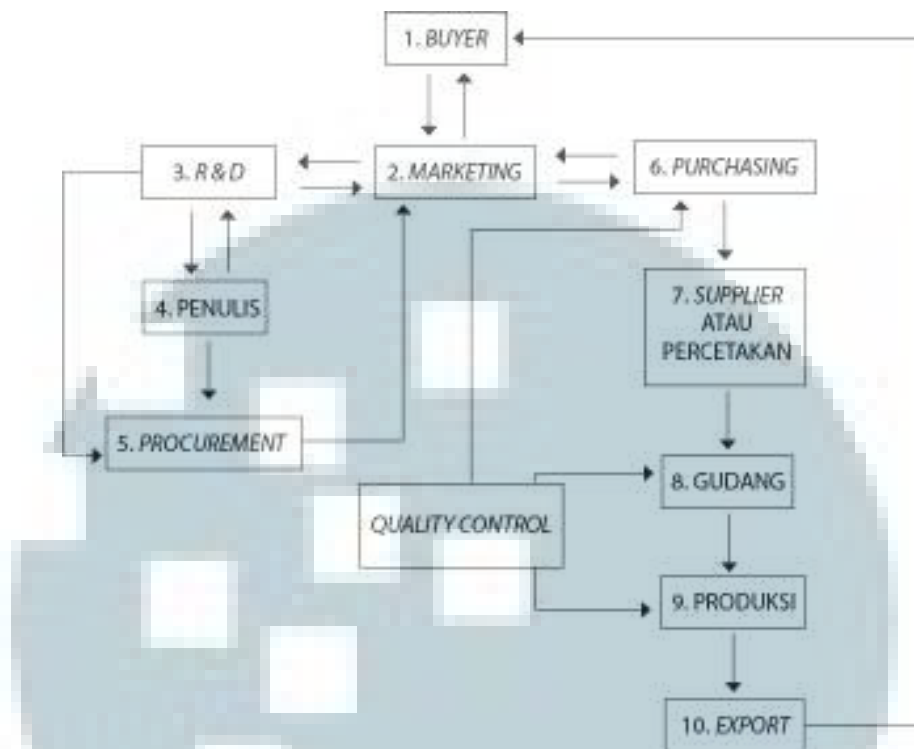 1. BUYER
3. R & D
2. MARKETING
6. PURCHASING
4. PENULIS
7. SUPPLIER
ATAU
PERCETAKAN
5. PROCUREMENT
8. GUDANG
QUALITY CONTROL
9. PRODUKSI
10. EXPORT